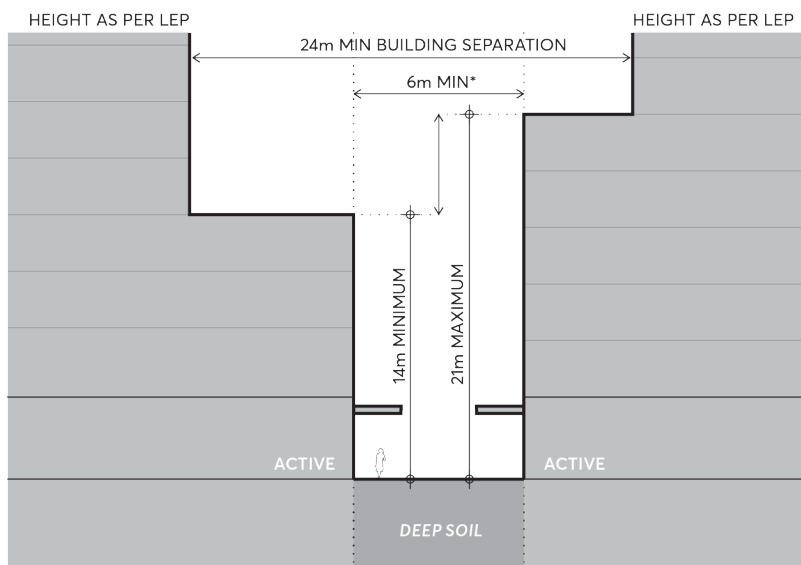 HEIGHT AS PER LEP
HEIGHT AS PER LEP
24m MIN BUILDING SEPARATION
6m MIN*
14m MINIMUM
21m MAXIMUM
ACTIVE
ACTIVE
DEEP SOIL